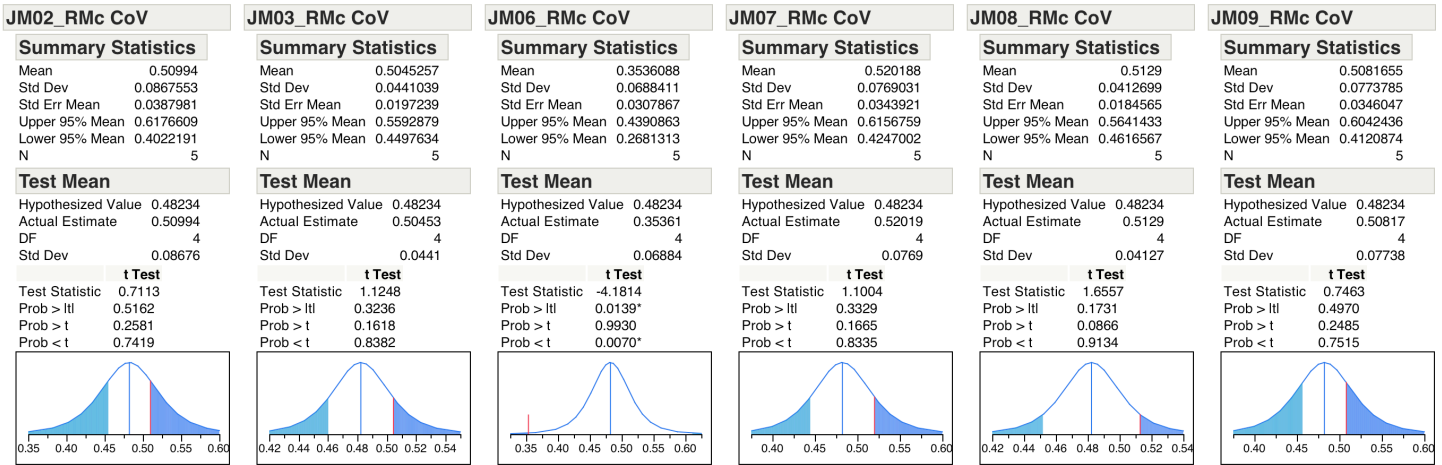 JM02_RMc CoV
Summary Statistics
Mean 0.50994
Std Dev 0.0867553
Std Err Mean 0.0387981
Upper 95% Mean 0.6176609
Lower 95% Mean 0.4022191
N 5
Test Mean
Hypothesized Value 0.48234
Actual Estimate 0.50994
DF 4
Std Dev 0.08676
t Test
Test Statistic 0.7113
Prob > ltl 0.5162
Prob > t 0.2581
Prob < t 0.7419
0.35 0.40 0.45 0.50 0.55 0.60
JM03_RMc CoV
Summary Statistics
Mean 0.5045257
Std Dev 0.0441039
Std Err Mean 0.0197239
Upper 95% Mean 0.5592879
Lower 95% Mean 0.4497634
N 5
Test Mean
Hypothesized Value 0.48234
Actual Estimate 0.50453
DF 4
Std Dev 0.0441
t Test
Test Statistic 1.1248
Prob > ltl 0.3236
Prob > t 0.1618
Prob < t 0.8382
0.42 0.44 0.46 0.48 0.50 0.52 0.54
JM06_RMc CoV
Summary Statistics
Mean 0.3536088
Std Dev 0.0688411
Std Err Mean 0.0307867
Upper 95% Mean 0.4390863
Lower 95% Mean 0.2681313
N 5
Test Mean
Hypothesized Value 0.48234
Actual Estimate 0.35361
DF 4
Std Dev 0.06884
t Test
Test Statistic -4.1814
Prob > ltl 0.0139*
Prob > t 0.9930
Prob < t 0.0070*
0.35 0.40 0.45 0.50 0.55 0.60
JM07_RMc CoV
Summary Statistics
Mean 0.520188
Std Dev 0.0769031
Std Err Mean 0.0343921
Upper 95% Mean 0.6156759
Lower 95% Mean 0.4247002
N 5
Test Mean
Hypothesized Value 0.48234
Actual Estimate 0.52019
DF 4
Std Dev 0.0769
t Test
Test Statistic 1.1004
Prob > ltl 0.3329
Prob > t 0.1665
Prob < t 0.8335
0.40 0.45 0.50 0.55 0.60
JM08_RMc CoV
Summary Statistics
Mean 0.5129
Std Dev 0.0412699
Std Err Mean 0.0184565
Upper 95% Mean 0.5641433
Lower 95% Mean 0.4616567
N 5
Test Mean
Hypothesized Value 0.48234
Actual Estimate 0.5129
DF 4
Std Dev 0.04127
t Test
Test Statistic 1.6557
Prob > ltl 0.1731
Prob > t 0.0866
Prob < t 0.9134
0.42 0.44 0.46 0.48 0.50 0.52 0.54
JM09_RMc CoV
Summary Statistics
Mean 0.5081655
Std Dev 0.0773785
Std Err Mean 0.0346047
Upper 95% Mean 0.6042436
Lower 95% Mean 0.4120874
N 5
Test Mean
Hypothesized Value 0.48234
Actual Estimate 0.50817
DF 4
Std Dev 0.07738
t Test
Test Statistic 0.7463
Prob > ltl 0.4970
Prob > t 0.2485
Prob < t 0.7515
0.40 0.45 0.50 0.55 0.60